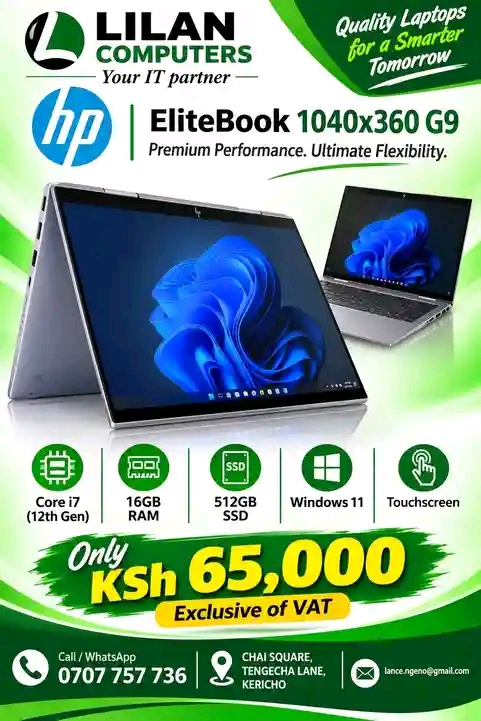 LILAN
COMPUTERS
Your IT partner
Quality Laptops
for a Smarter
Tomorrow
hp
EliteBook 1040x360 G9
Premium Performance. Ultimate Flexibility.
Core i7
(12th Gen)
16GB
RAM
SSD
512GB
SSD
Windows 11
Touchscreen
Only
KSh 65,000
Exclusive of VAT
Call / WhatsApp
0707 757 736
CHAI SQUARE,
TENGECHA LANE,
KERICHO
lance.ngeno@gmail.com